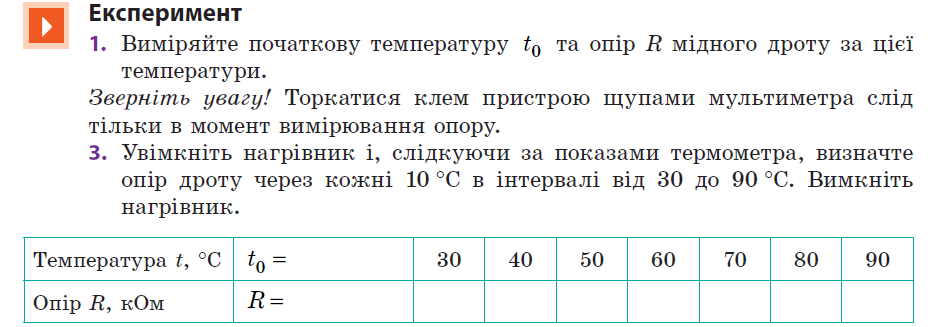 Експеримент
1. Виміряйте початкову температуру t₀ та опір R мідного дроту за цієї
температури.
Зверніть увагу! Торкатися клем пристрою щупами мультиметра слід
тільки в момент вимірювання опору.
3. Увімкніть нагрівник і, слідкуючи за показами термометра, визначте
опір дроту через кожні 10 °С в інтервалі від 30 до 90 °С. Вимкніть
нагрівник.
Температура t, °С t₀ = 30 40 50 60 70 80 90
Опір R, кОм R =